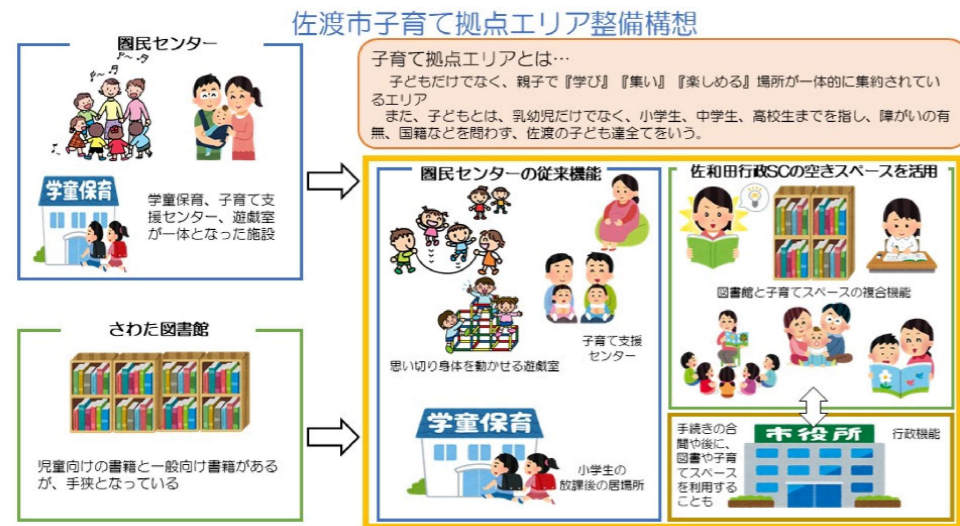 佐渡市子育て拠点エリア整備構想
圏民センター
学童保育
学童保育、子育て支
援センター、遊戯室
が一体となった施設
さわた図書館
児童向けの書籍と一般向け書籍がある
が、手狭となっている
子育て拠点エリアとは…
子どもだけでなく、親子で『学び』『集い』『楽しめる』場所が一体的に集約されてい
るエリア
また、子どもとは、乳幼児だけでなく、小学生、中学生、高校生までを指し、障がいの有
無、国籍などを問わず、佐渡の子ども達全てをいう。
圏民センターの従来機能
思い切り身体を動かせる遊戯室
子育て支援
センター
学童保育
小学生の
放課後の居場所
佐和田行政SCの空きスペースを活用
図書館と子育てスペースの複合機能
手続きの合
間や後に、
図書や子育
てスペース
を利用する
ことも
市役所
行政機能